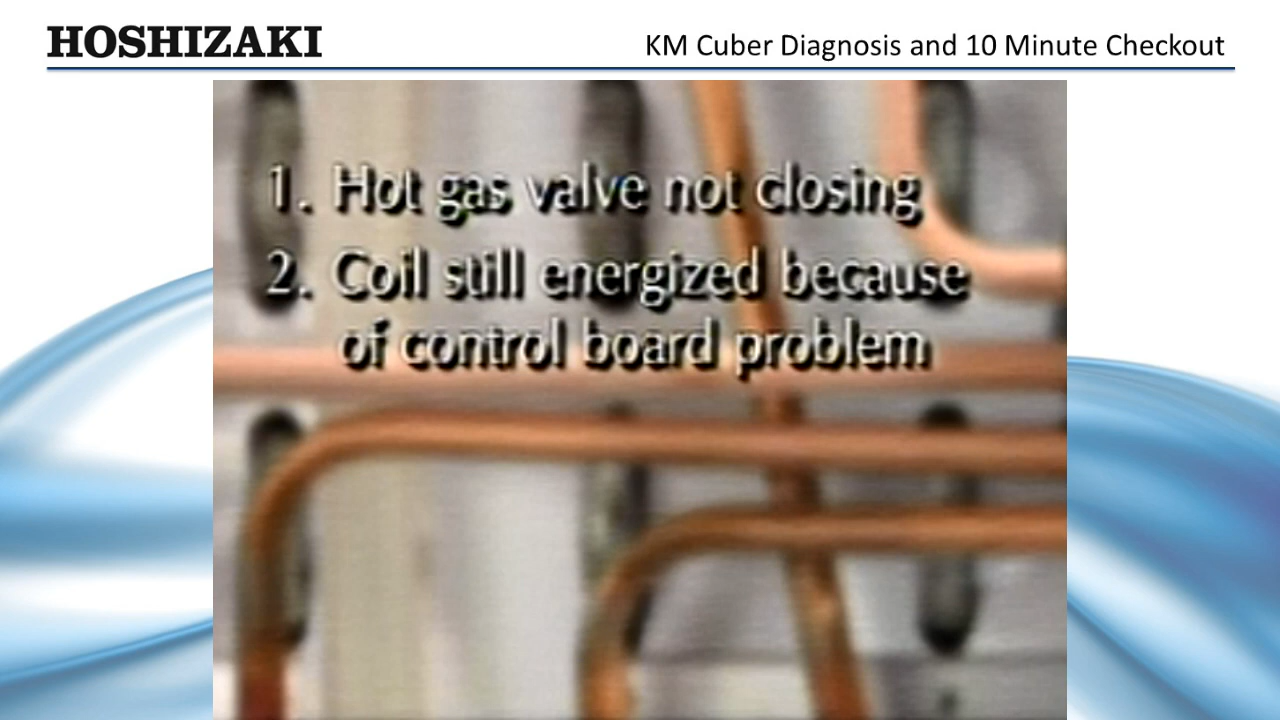 HOSHIZAKI
KM Cuber Diagnosis and 10 Minute Checkout
1. Hot gas valve not closing
2. Coil still energized because
of control board problem